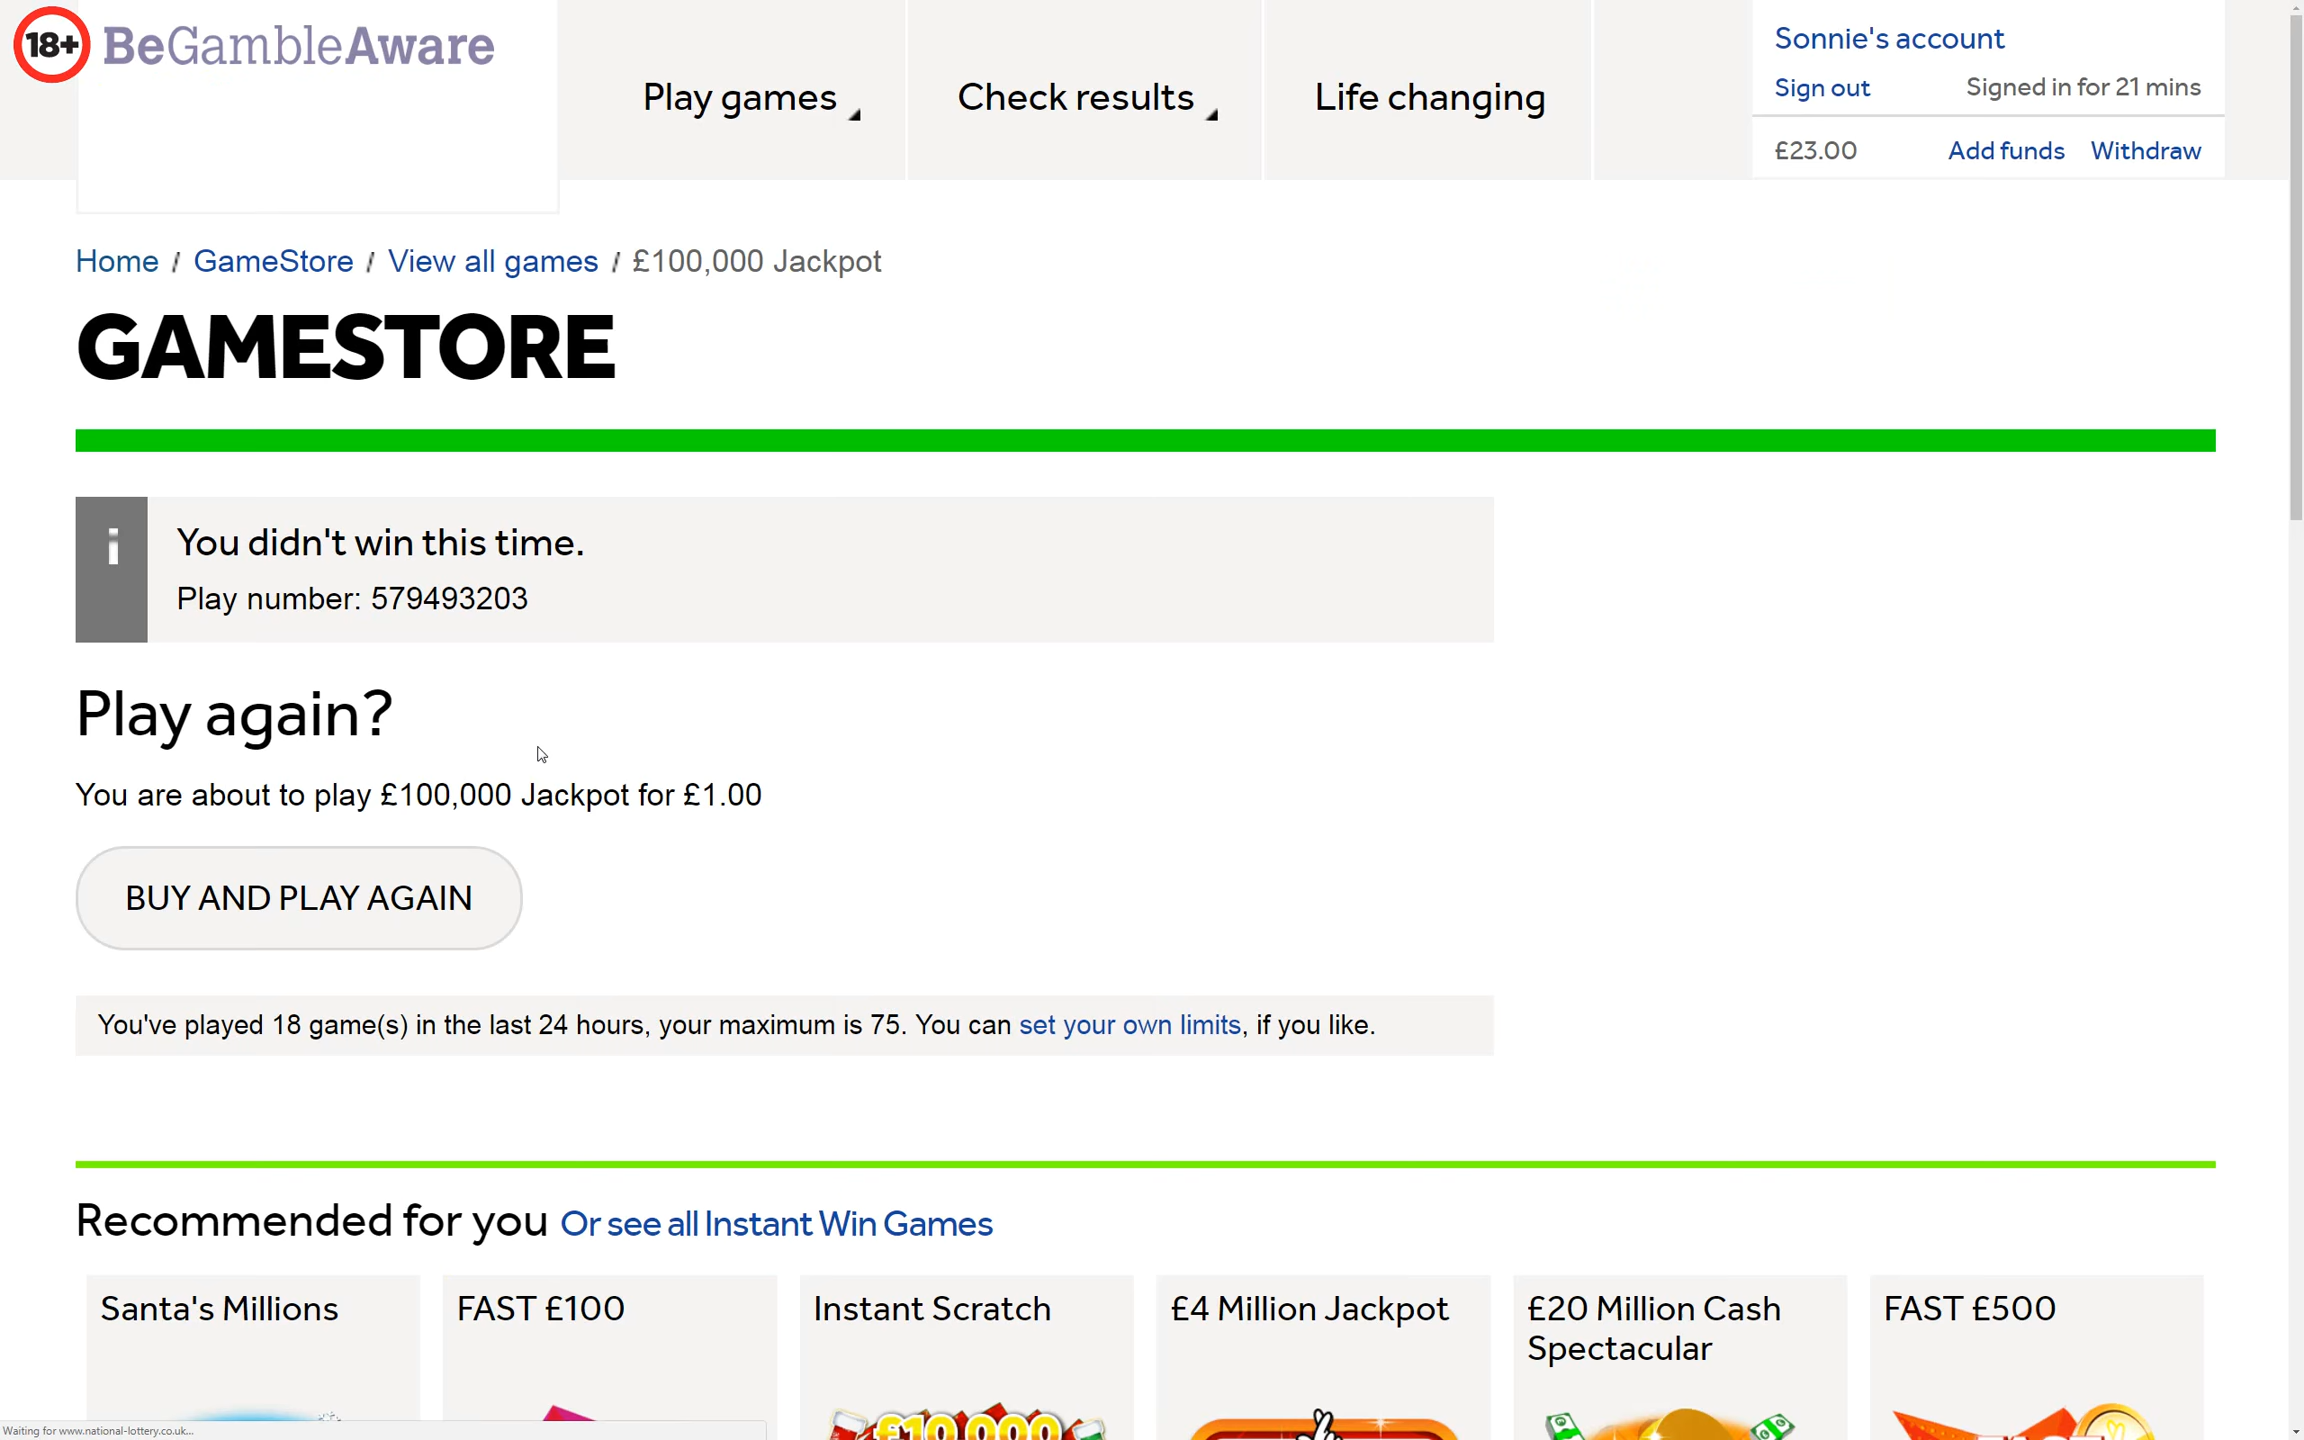 18+ BeGambleAware
Play games
Check results
Life changing
Sonnie's account
Sign out Signed in for 21 mins
£23.00 Add funds Withdraw
Home / GameStore / View all games / £100,000 Jackpot
GAMESTORE
i
You didn't win this time.
Play number: 579493203
Play again?
You are about to play £100,000 Jackpot for £1.00
BUY AND PLAY AGAIN
You've played 18 game(s) in the last 24 hours, your maximum is 75. You can set your own limits, if you like.
Recommended for you Or see all Instant Win Games
Santa's Millions
FAST £100
Instant Scratch
£4 Million Jackpot
£20 Million Cash
Spectacular
FAST £500
£10,000
Waiting for www.national-lottery.co.uk...